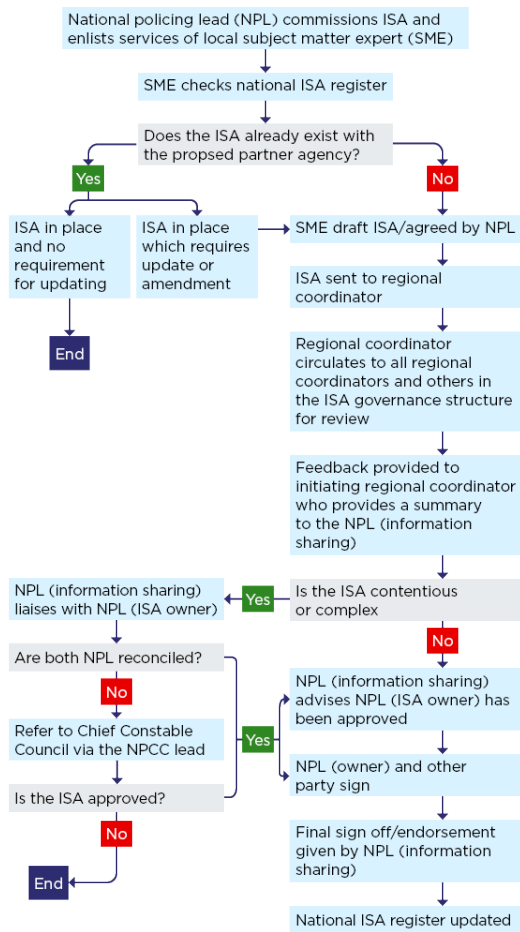 National policing lead (NPL) commissions ISA and
enlists services of local subject matter expert (SME)
SME checks national ISA register
Does the ISA already exist with
the propsed partner agency?
Yes
No
ISA in place
and no
requirement
for updating
ISA in place
which requires
update or
amendment
SME draft ISA/agreed by NPL
End
ISA sent to regional
coordinator
Regional coordinator
circulates to all regional
coordinators and others in
the ISA governance structure
for review
Feedback provided to
initiating regional coordinator
who provides a summary
to the NPL (information
sharing)
Is the ISA contentious
or complex
Yes
NPL (information sharing)
liaises with NPL (ISA owner)
No
Are both NPL reconciled?
No
Refer to Chief Constable
Council via the NPCC lead
Is the ISA approved?
Yes
No
End
NPL (information sharing)
advises NPL (ISA owner) has
been approved
NPL (owner) and other
party sign
Final sign off/endorsement
given by NPL (information
sharing)
National ISA register updated